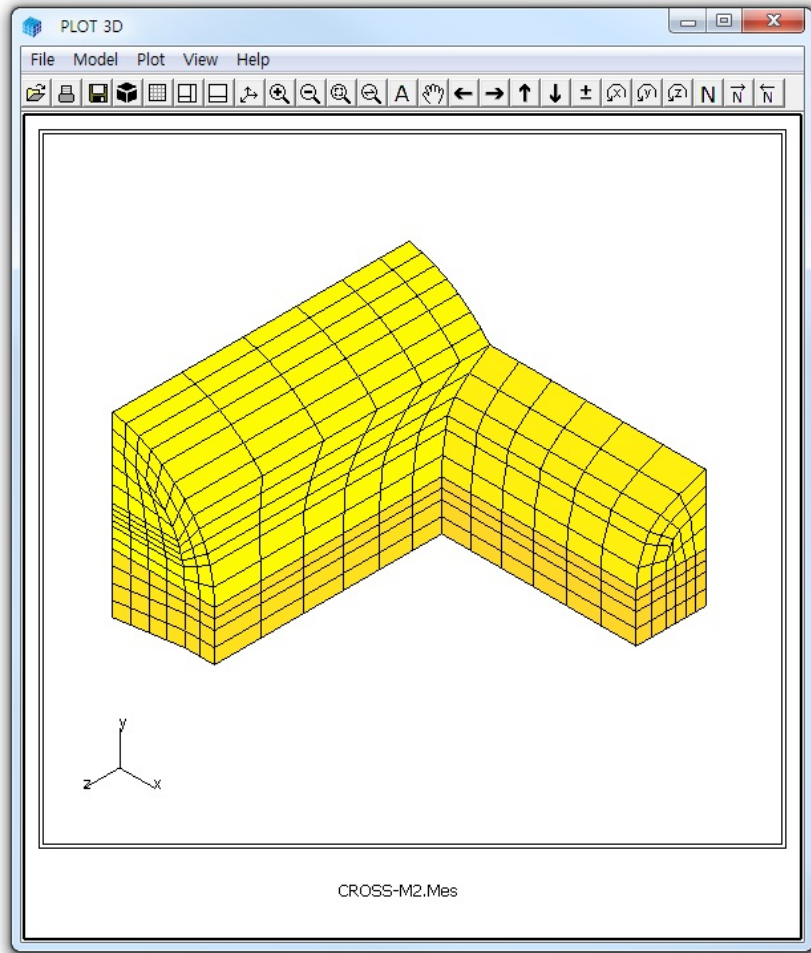 PLOT 3D
File Model Plot View Help
A x y z N N N
y
z x
CROSS-M2.Mes